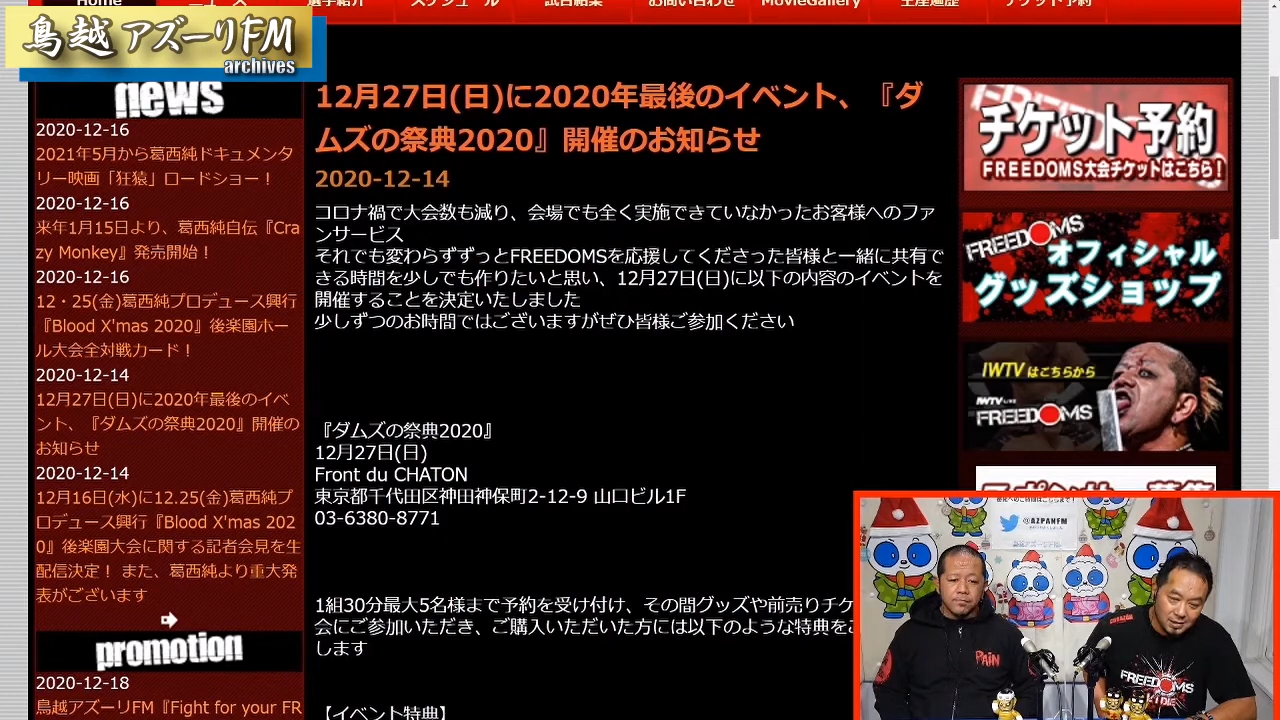 Home ニュース 選手紹介 スケジュール 試合結果 お問い合わせ MovieGallery 生産遍歴 チケット予約
鳥越アズーリFM
archives
news
2020-12-16
2021年5月から葛西純ドキュメンタ
リー映画「狂猿」ロードショー！
2020-12-16
来年1月15日より、葛西純自伝『Cra
zy Monkey』発売開始！
2020-12-16
12・25(金)葛西純プロデュース興行
『Blood X'mas 2020』後楽園ホー
ル大会全対戦カード！
2020-12-14
12月27日(日)に2020年最後のイベ
ント、『ダムズの祭典2020』開催の
お知らせ
2020-12-14
12月16日(水)に12.25(金)葛西純プ
ロデュース興行『Blood X'mas 202
0』後楽園大会に関する記者会見を生
配信決定！ また、葛西純より重大発
表がございます
promotion
2020-12-18
鳥越アズーリFM『Fight for your FR
12月27日(日)に2020年最後のイベント、『ダ
ムズの祭典2020』開催のお知らせ
2020-12-14
コロナ禍で大会数も減り、会場でも全く実施できていなかったお客様へのファ
ンサービス
それでも変わらずずっとFREEDOMSを応援してくださった皆様と一緒に共有で
きる時間を少しでも作りたいと思い、12月27日(日)に以下の内容のイベントを
開催することを決定いたしました
少しずつのお時間ではございますがぜひ皆様ご参加ください
『ダムズの祭典2020』
12月27日(日)
Front du CHATON
東京都千代田区神田神保町2-12-9 山口ビル1F
03-6380-8771
1組30分最大5名様まで予約を受け付け、その間グッズや前売りチケ
会にご参加いただき、ご購入いただいた方には以下のような特典をご
します
【イベント特典】
チケット予約
FREEDOMS大会チケットはこちら！
FREEDOMS
オフィシャル
グッズショップ
IWTVはこちらから
IWTV LIVE
FREEDOMS
@AZPANFM
PAIN
FREEDOMS